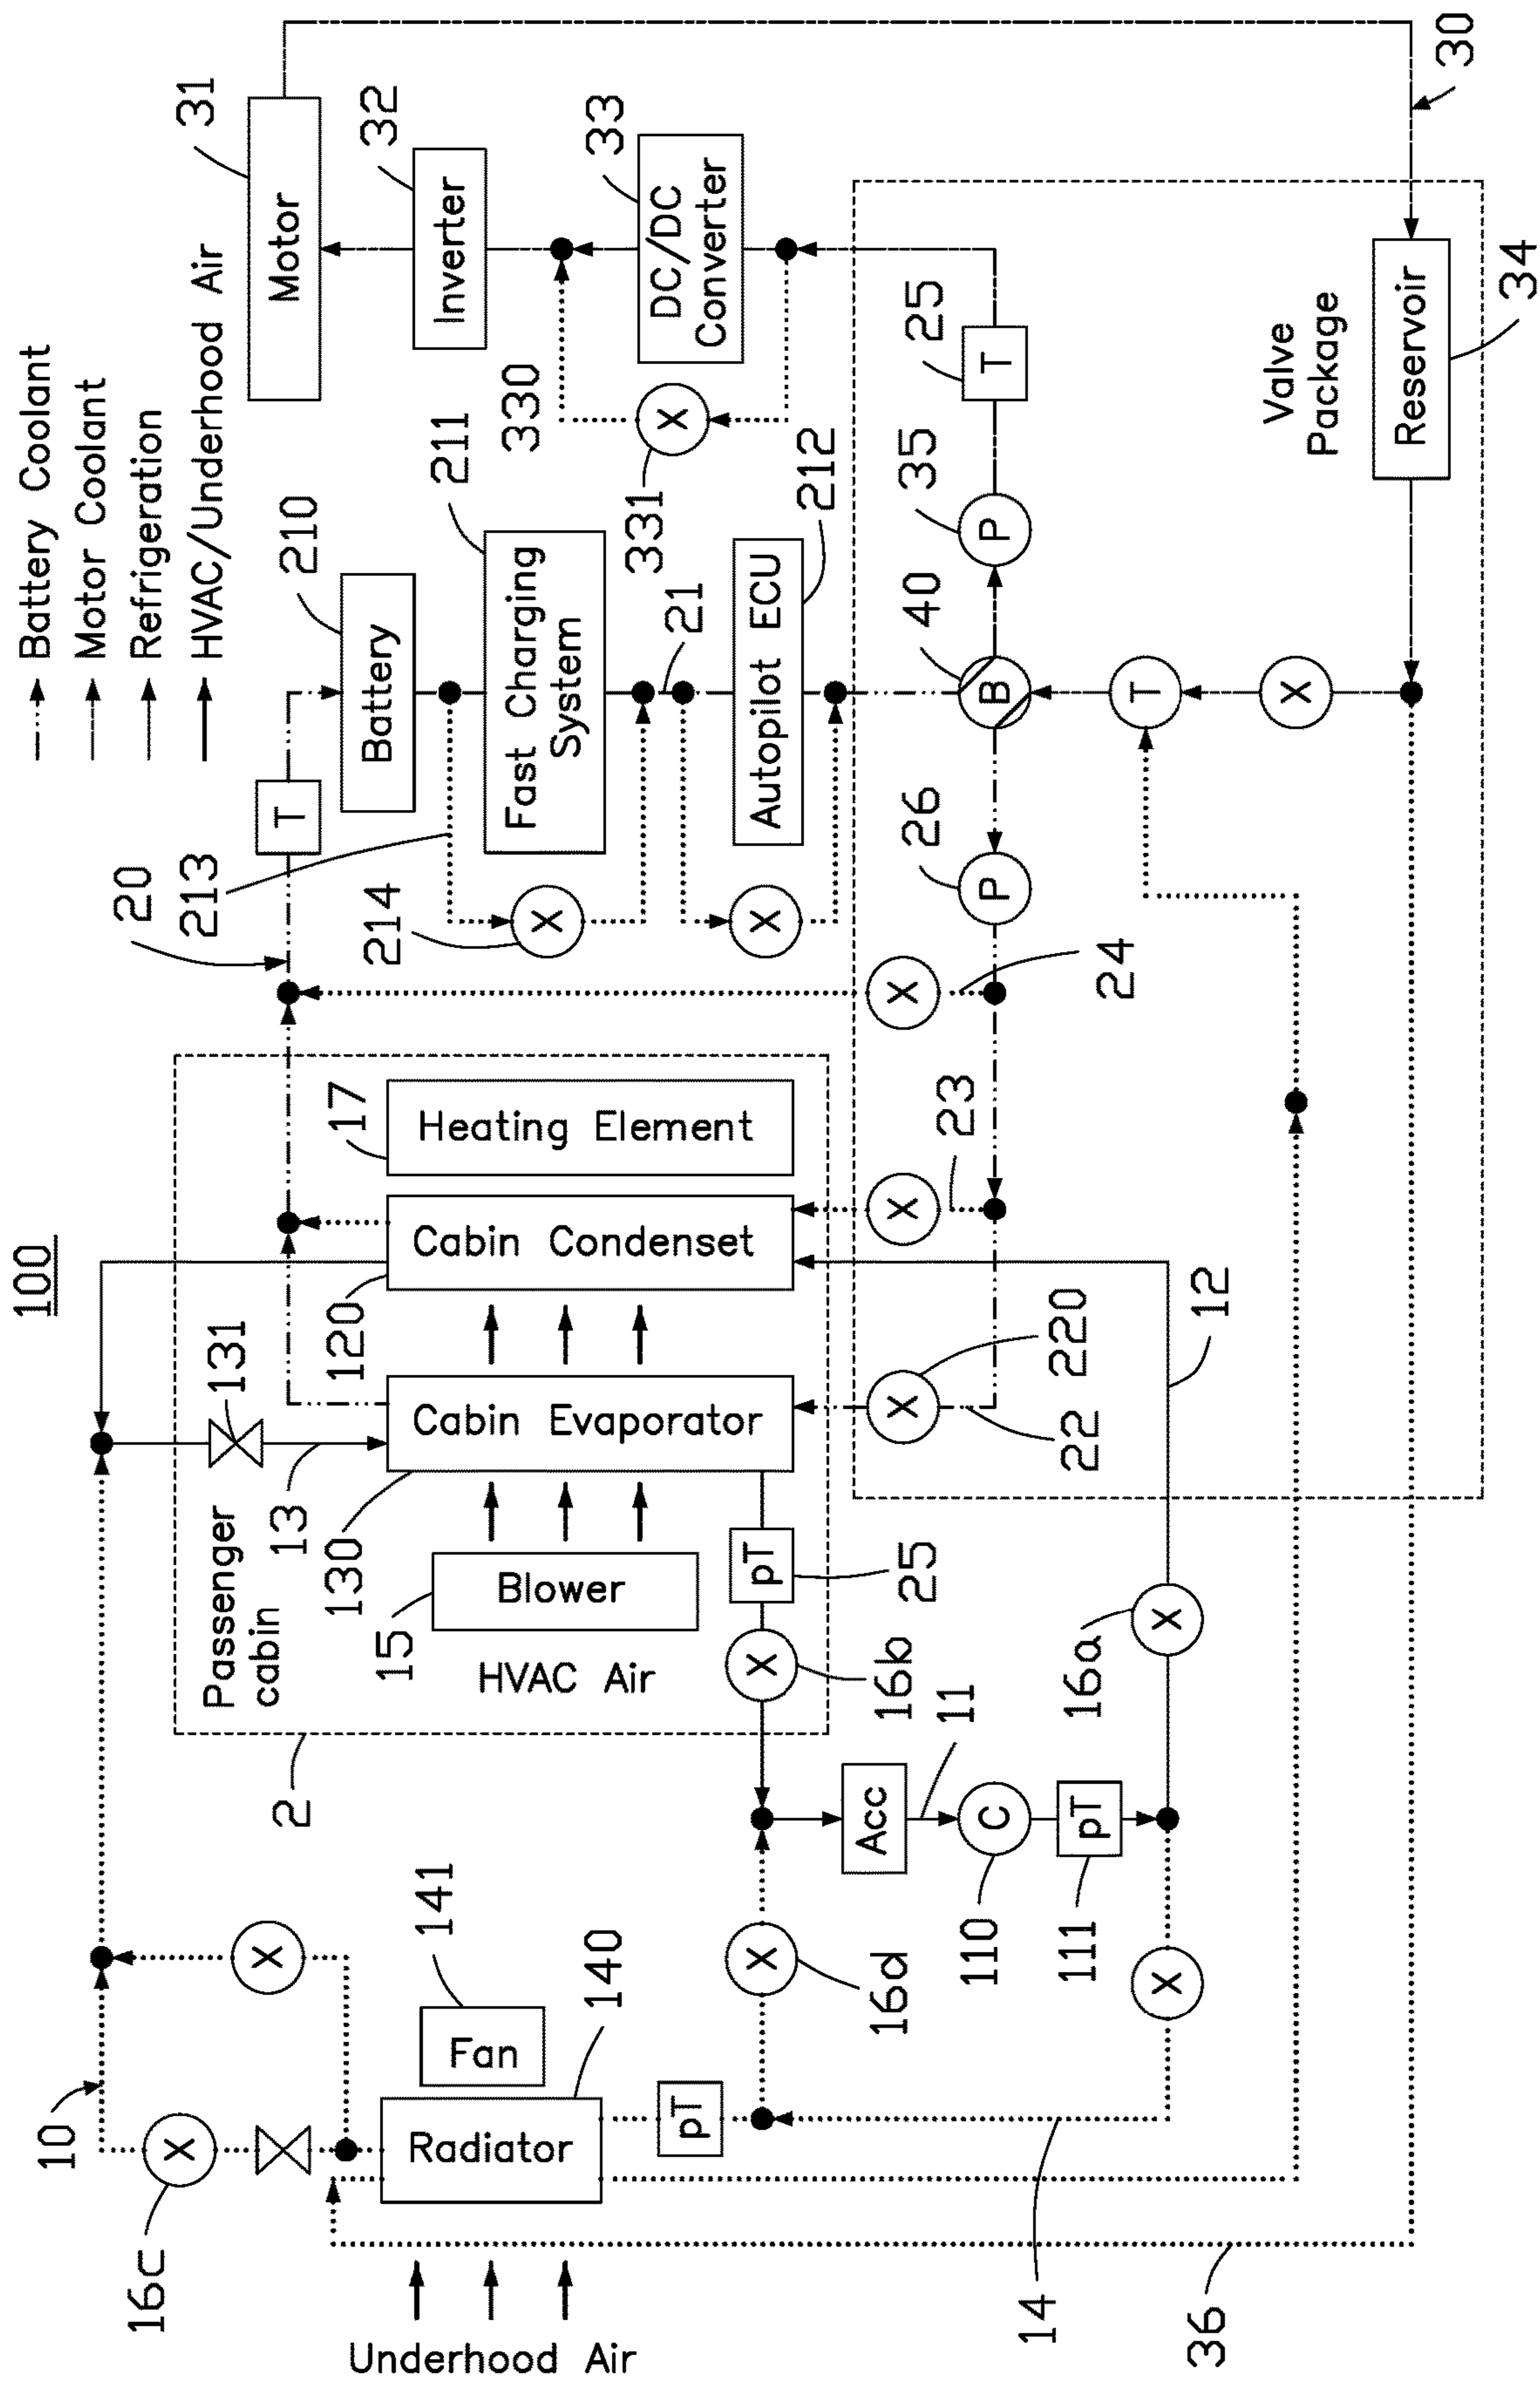 100
Battery Coolant
Motor Coolant
Refrigeration
HVAC/Underhood Air
10
16c
X
X
Underhood Air
Radiator
140
Fan
141
pT
14
36
16d
X
X
Acc
11
C
110
pT
111
16a
X
12
2
Passenger
cabin
13
131
130
15
Blower
HVAC Air
16b
X
pT
25
Cabin Evaporator
120
Cabin Condenset
17
Heating Element
22
220
X
23
X
24
X
20
213
T
214
X
X
Battery
210
Fast Charging
System
211
21
Autopilot ECU
212
26
P
40
B
35
P
25
T
T
X
31
Motor
32
Inverter
33
DC/DC
Converter
330
331
X
Valve
Package
Reservoir
34
30